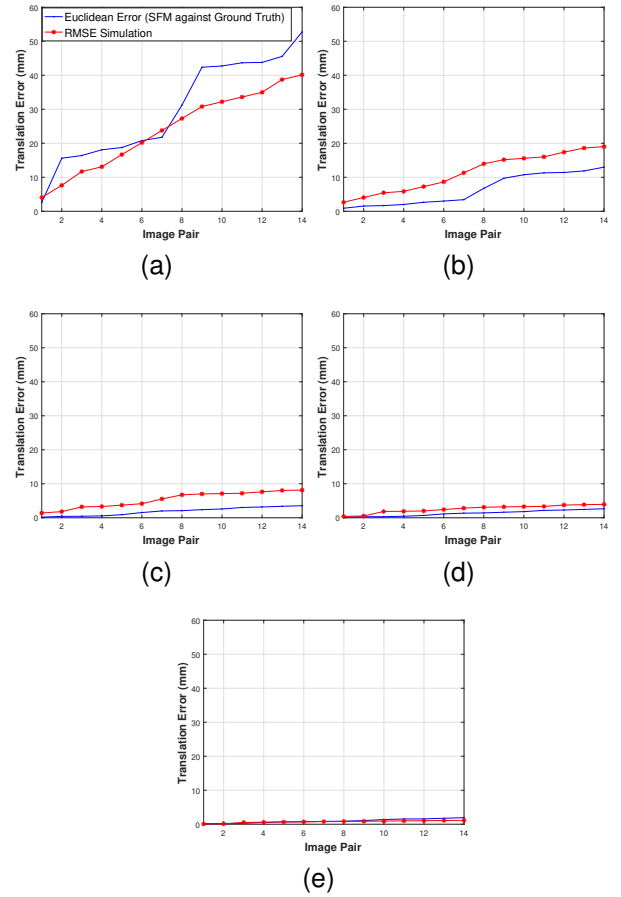 60
50
40
30
20
10
0
Translation Error (mm)
Euclidean Error (SFM against Ground Truth)
RMSE Simulation
2 4 6 8 10 12 14
Image Pair
(a)
60
50
40
30
20
10
0
Translation Error (mm)
2 4 6 8 10 12 14
Image Pair
(b)
60
50
40
30
20
10
0
Translation Error (mm)
2 4 6 8 10 12 14
Image Pair
(c)
60
50
40
30
20
10
0
Translation Error (mm)
2 4 6 8 10 12 14
Image Pair
(d)
60
50
40
30
20
10
0
Translation Error (mm)
2 4 6 8 10 12 14
Image Pair
(e)